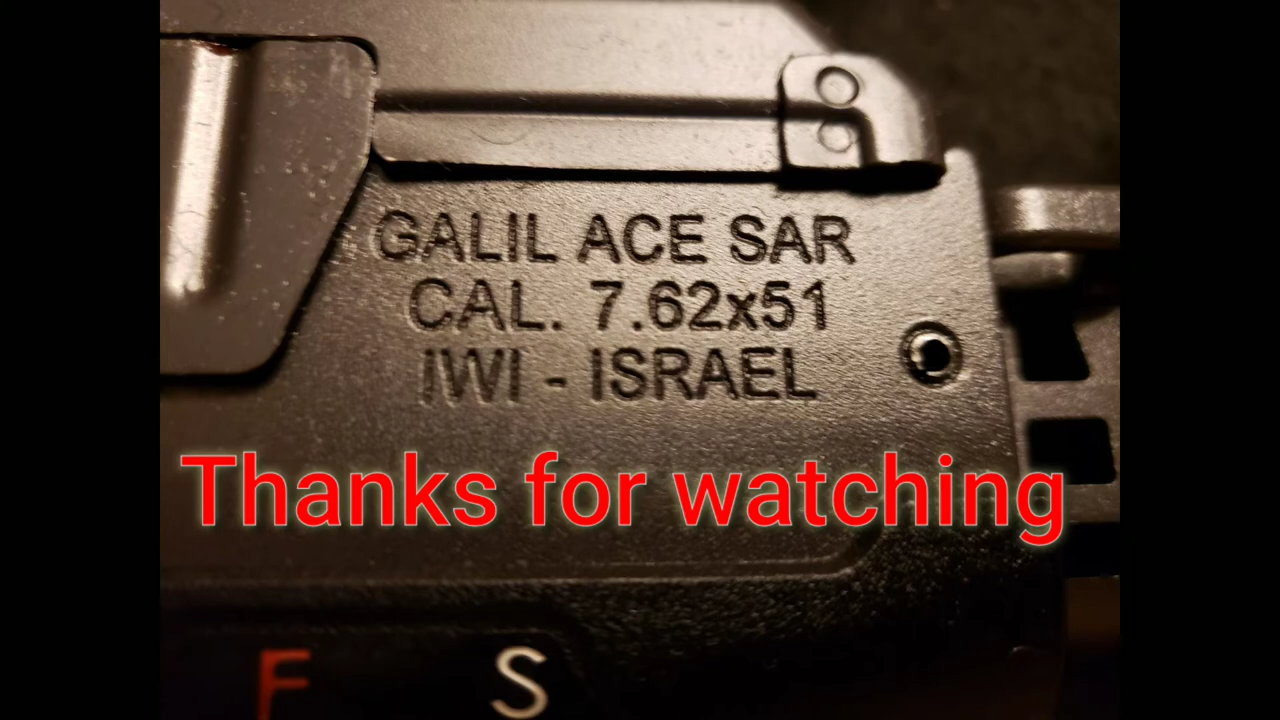 GALIL ACE SAR
CAL. 7.62x51
IWI - ISRAEL
Thanks for watching
F S